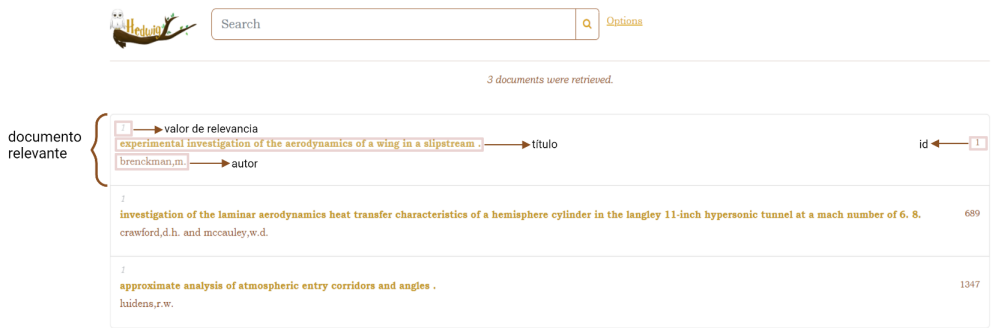 Hedwig
Search
Options
3 documents were retrieved.
documento
relevante
1
valor de relevancia
experimental investigation of the aerodynamics of a wing in a slipstream .
título
id
1
brenckman,m.
autor
1
investigation of the laminar aerodynamics heat transfer characteristics of a hemisphere cylinder in the langley 11-inch hypersonic tunnel at a mach number of 6. 8.
689
crawford,d.h. and mccauley,w.d.
1
approximate analysis of atmospheric entry corridors and angles .
1347
luidens,r.w.